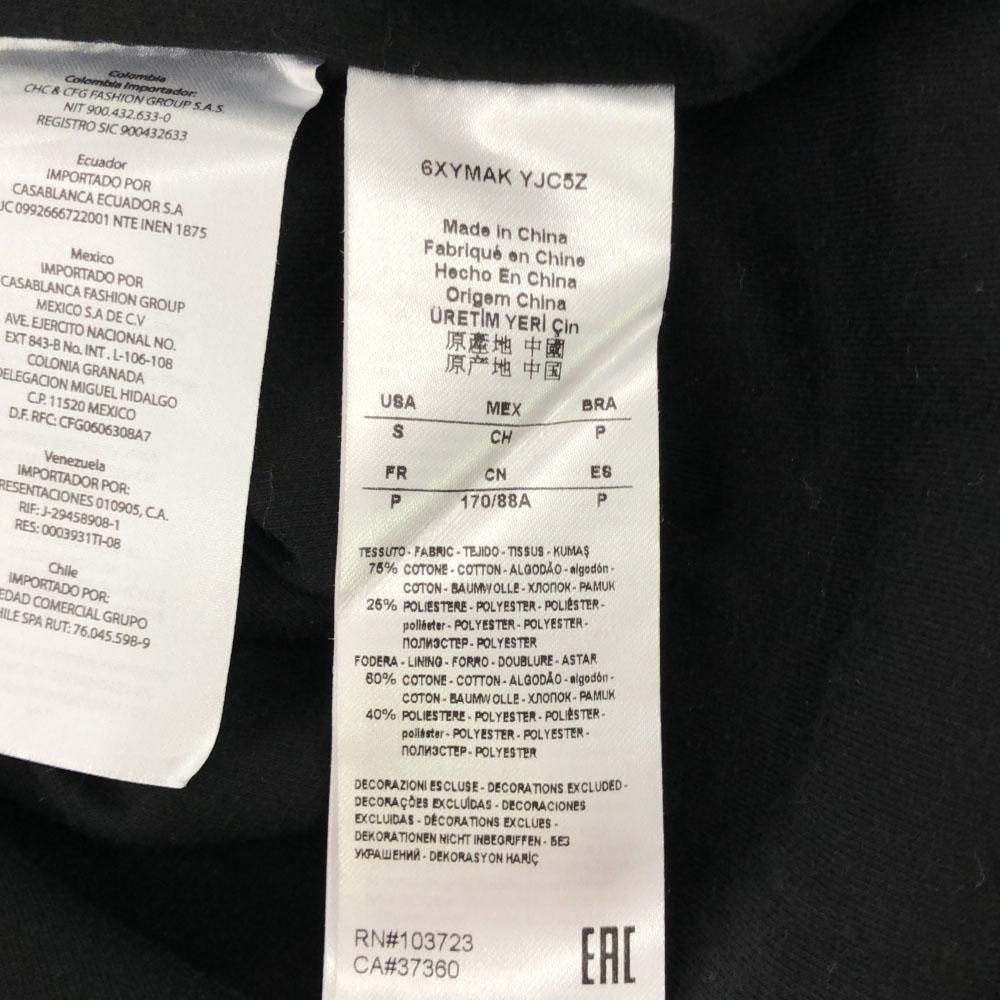 Colombia
Colombia Importador:
CHC & CFG FASHION GROUP S.A.S.
NIT 900.432.633-0
REGISTRO SIC 900432633
Ecuador
IMPORTADO POR
CASABLANCA ECUADOR S.A
UC 0992666722001 NTE INEN 1875
Mexico
IMPORTADO POR
CASABLANCA FASHION GROUP
MEXICO S.A DE C.V
AVE. EJERCITO NACIONAL NO.
EXT 843-B No. INT . L-106-108
COLONIA GRANADA
DELEGACION MIGUEL HIDALGO
C.P. 11520 MEXICO
D.F. RFC: CFG0606308A7
Venezuela
IMPORTADOR POR:
RESENTACIONES 010905, C.A.
RIF: J-29458908-1
RES: 0003931TI-08
Chile
IMPORTADO POR:
EDAD COMERCIAL GRUPO
HILE SPA RUT: 76.045.598-9
6XYMAK YJC5Z
Made in China
Fabriqué en Chine
Hecho En China
Origem China
ÜRETİM YERİ Çin
原產地 中國
原产地 中国
USA MEX BRA
S CH P
FR CN ES
P 170/88A P
TESSUTO - FABRIC - TEJIDO - TISSUS - KUMAŞ
75% COTONE - COTTON - ALGODÃO - algodón -
COTON - BAUMWOLLE - ХЛОПОК - PAMUK
25% POLIESTERE - POLYESTER - POLIÉSTER -
poliéster - POLYESTER - POLYESTER -
ПОЛИЭСТЕР - POLYESTER
FODERA - LINING - FORRO - DOUBLURE - ASTAR
60% COTONE - COTTON - ALGODÃO - algodón -
COTON - BAUMWOLLE - ХЛОПОК - PAMUK
40% POLIESTERE - POLYESTER - POLIÉSTER -
poliéster - POLYESTER - POLYESTER -
ПОЛИЭСТЕР - POLYESTER
DECORAZIONI ESCLUSE - DECORATIONS EXCLUDED -
DECORAÇÕES EXCLUÍDAS - DECORACIONES
EXCLUIDAS - DÉCORATIONS EXCLUES -
DEKORATIONEN NICHT INBEGRIFFEN - БЕЗ
УКРАШЕНИЙ - DEKORASYON HARİÇ
RN#103723
CA#37360
EAC